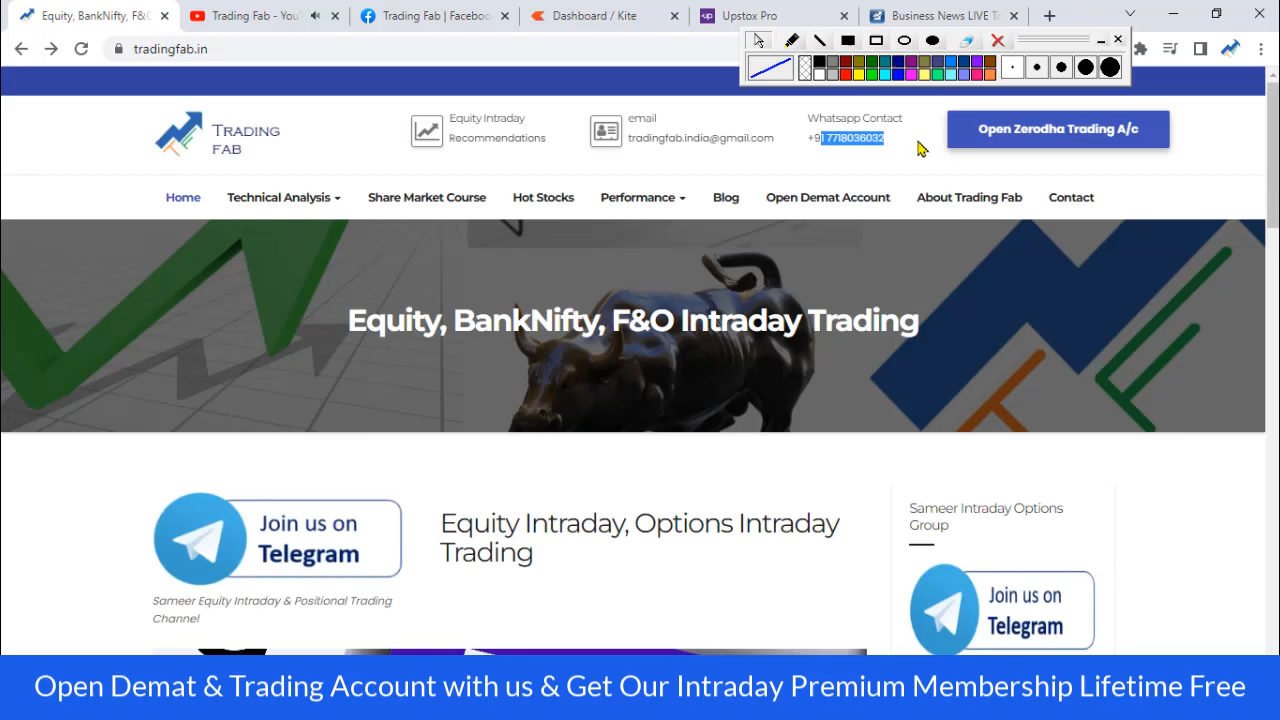 Equity, BankNifty, F&C
Trading Fab - You
Trading Fab | Faceboo
Dashboard / Kite
Upstox Pro
Business News LIVE To
tradingfab.in
TRADING
FAB
Equity Intraday
Recommendations
email
tradingfab.india@gmail.com
Whatsapp Contact
+91 7718036032
Open Zerodha Trading A/c
Home
Technical Analysis
Share Market Course
Hot Stocks
Performance
Blog
Open Demat Account
About Trading Fab
Contact
Equity, BankNifty, F&O Intraday Trading
Join us on
Telegram
Sameer Equity Intraday & Positional Trading
Channel
Equity Intraday, Options Intraday
Trading
Sameer Intraday Options
Group
Join us on
Telegram
Open Demat & Trading Account with us & Get Our Intraday Premium Membership Lifetime Free